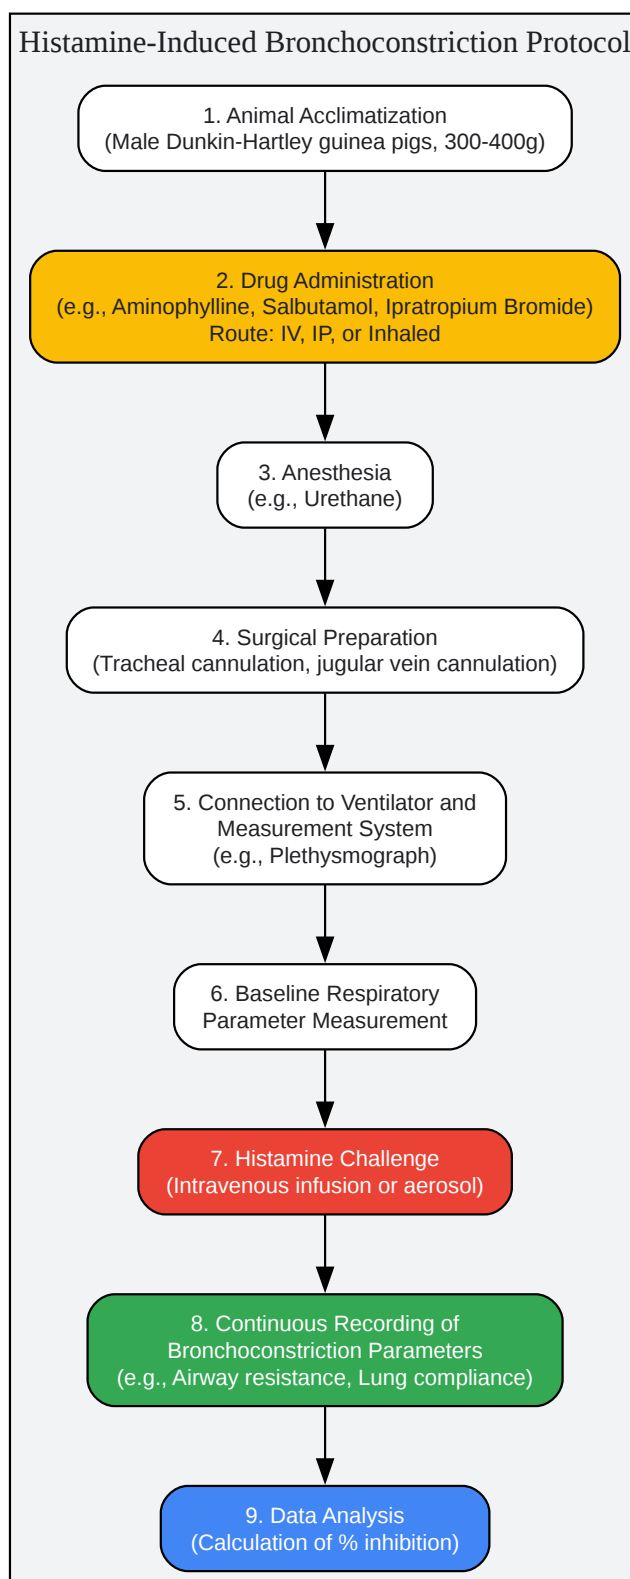 Histamine-Induced Bronchoconstriction Protocol
1. Animal Acclimatization
(Male Dunkin-Hartley guinea pigs, 300-400g)
2. Drug Administration
(e.g., Aminophylline, Salbutamol, Ipratropium Bromide)
Route: IV, IP, or Inhaled
3. Anesthesia
(e.g., Urethane)
4. Surgical Preparation
(Tracheal cannulation, jugular vein cannulation)
5. Connection to Ventilator and
Measurement System
(e.g., Plethysmograph)
6. Baseline Respiratory
Parameter Measurement
7. Histamine Challenge
(Intravenous infusion or aerosol)
8. Continuous Recording of
Bronchoconstriction Parameters
(e.g., Airway resistance, Lung compliance)
9. Data Analysis
(Calculation of % inhibition)